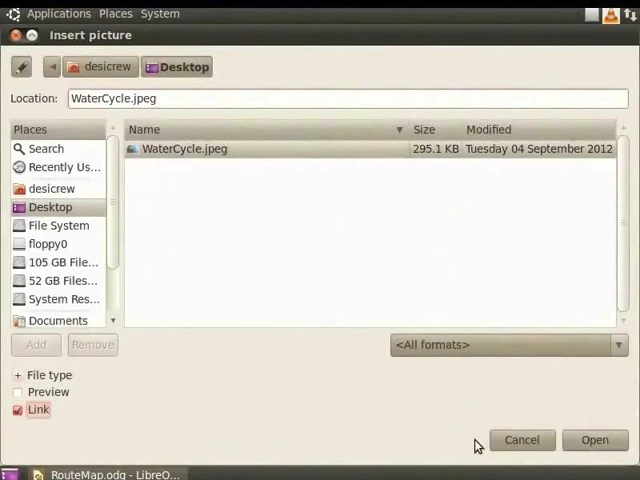 Applications Places System
Insert picture
desicrew Desktop
Location: WaterCycle.jpeg
Places Name Size Modified
Search WaterCycle.jpeg 295.1 KB Tuesday 04 September 2012
Recently Us...
desicrew
Desktop
File System
floppy0
105 GB File...
52 GB Files...
System Res...
Documents
Add Remove <All formats>
File type
Preview
Link
Cancel Open
RouteMap.odg - LibreO...